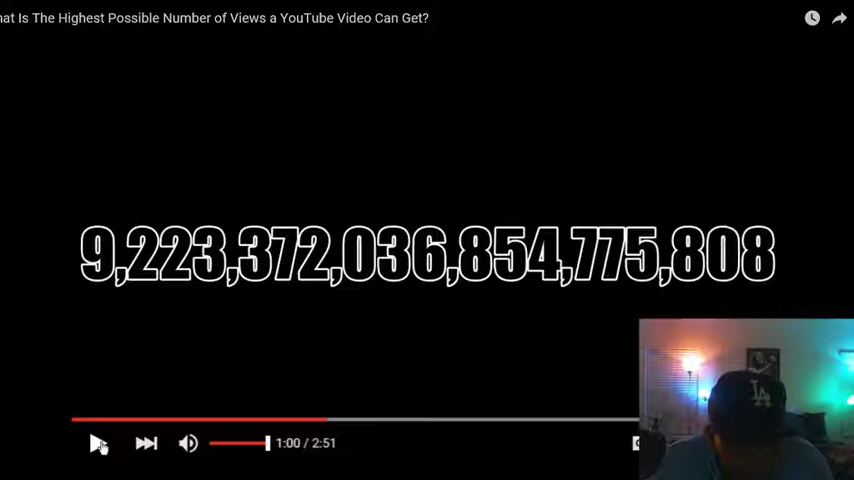 hat Is The Highest Possible Number of Views a YouTube Video Can Get?
9,223,372,036,854,775,808
LA
1:00 / 2:51